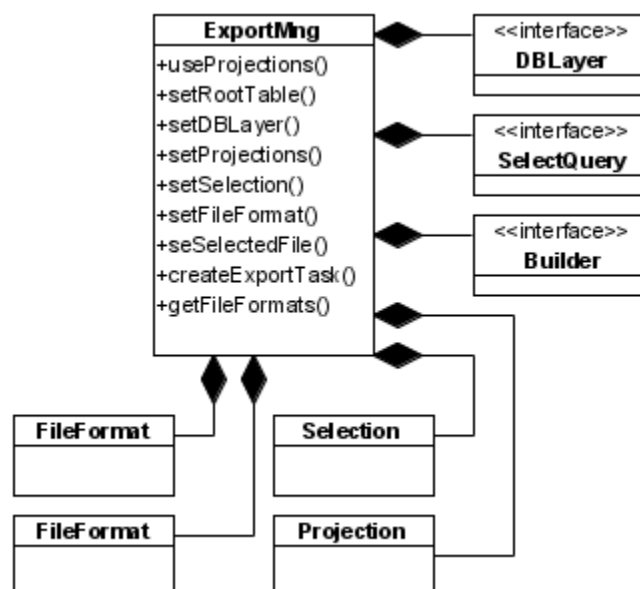 ExportMng
+useProjections()
+setRootTable()
+setDBLayer()
+setProjections()
+setSelection()
+setFileFormat()
+seSelectedFile()
+createExportTask()
+getFileFormats()
<<interface>>
DBLayer
<<interface>>
SelectQuery
<<interface>>
Builder
FileFormat
Selection
FileFormat
Projection